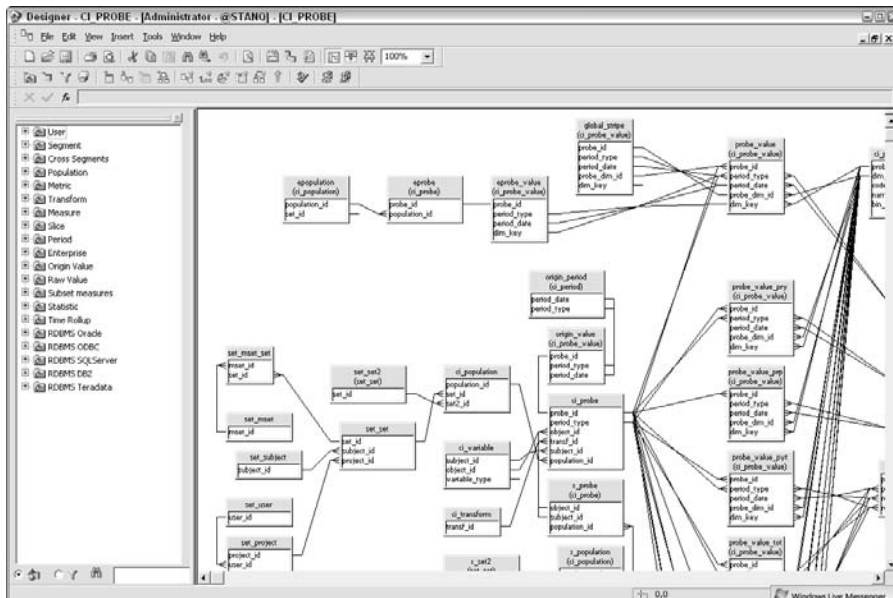 Designer - CI_PROBE - [Administrator - @STANO] - [CI_PROBE]
File Edit View Insert Tools Window Help
100%
User
Segment
Cross Segments
Population
Metric
Transform
Measure
Slice
Period
Enterprise
Origin Value
Raw Value
Subset measures
Statistic
Time Rollup
RDBMS Oracle
RDBMS ODBC
RDBMS SQLServer
RDBMS DB2
RDBMS Teradata
global_stripe
(ci_probe_value)
probe_id
period_type
period_date
probe_dim_id
dim_key
probe_value
(ci_probe_value)
probe_id
period_type
period_date
probe_dim_id
dim_key
epopulation
(ci_population)
population_id
set_id
eprobe
(ci_probe)
probe_id
population_id
eprobe_value
(ci_probe_value)
probe_id
period_type
period_date
dim_key
origin_period
(ci_period)
period_date
period_type
probe_value_pry
(ci_probe_value)
probe_id
period_type
period_date
probe_dim_id
dim_key
origin_value
(ci_probe_value)
probe_id
period_type
period_date
set_mset_set
mset_id
set_id
set_set2
(set_set)
set_id
ci_population
population_id
set_id
set2_id
ci_probe
probe_id
period_type
object_id
transf_id
subject_id
population_id
probe_value_prp
(ci_probe_value)
probe_id
period_type
period_date
probe_dim_id
dim_key
set_mset
mset_id
set_set
set_id
subject_id
project_id
set_subject
subject_id
ci_variable
subject_id
object_id
variable_type
probe_value_pyt
(ci_probe_value)
probe_id
period_type
period_date
probe_dim_id
dim_key
s_probe
(ci_probe)
object_id
subject_id
population_id
set_user
user_id
ci_transform
transf_id
set_project
project_id
user_id
s_set2
s_population
(ci_population)
probe_value_tot
(ci_probe_value)
probe_id
0,0
Windows Live Messenger